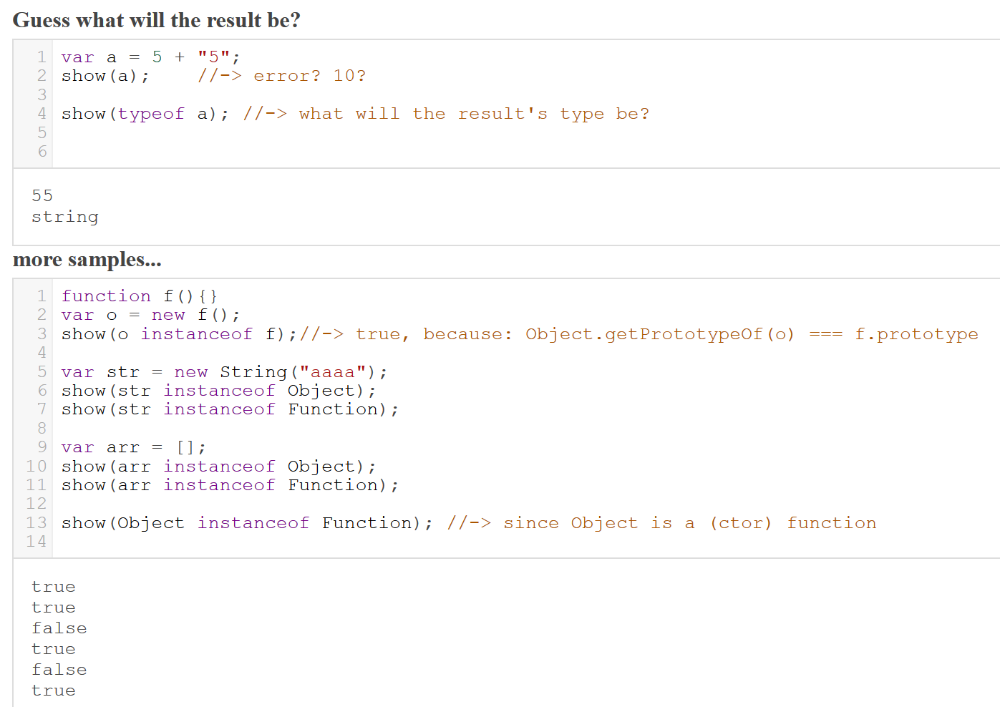 Guess what will the result be?
1 var a = 5 + "5";
2 show(a);     //-> error? 10?
3
4 show(typeof a); //-> what will the result's type be?
5
6
55
string
more samples...
1 function f(){}
2 var o = new f();
3 show(o instanceof f);//-> true, because: Object.getPrototypeOf(o) === f.prototype
4
5 var str = new String("aaaa");
6 show(str instanceof Object);
7 show(str instanceof Function);
8
9 var arr = [];
10 show(arr instanceof Object);
11 show(arr instanceof Function);
12
13 show(Object instanceof Function); //-> since Object is a (ctor) function
14
true
true
false
true
false
true